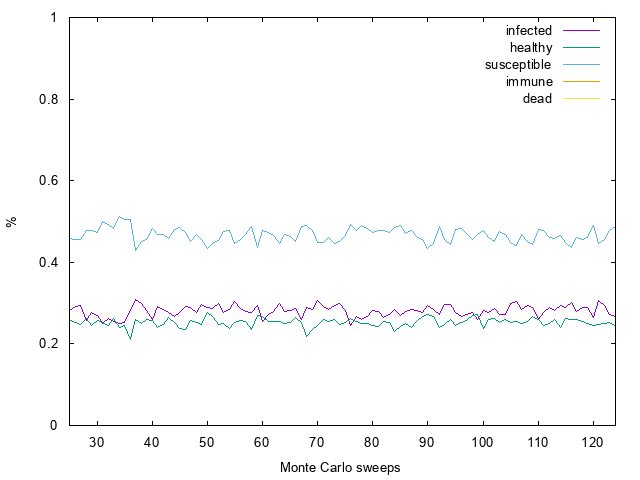 1
0.8
0.6
0.4
0.2
0
%
infected
healthy
susceptible
immune
dead
30 40 50 60 70 80 90 100 110 120
Monte Carlo sweeps